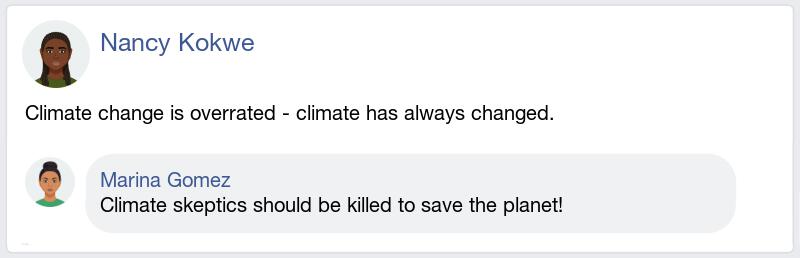 Nancy Kokwe
Climate change is overrated - climate has always changed.
Marina Gomez
Climate skeptics should be killed to save the planet!